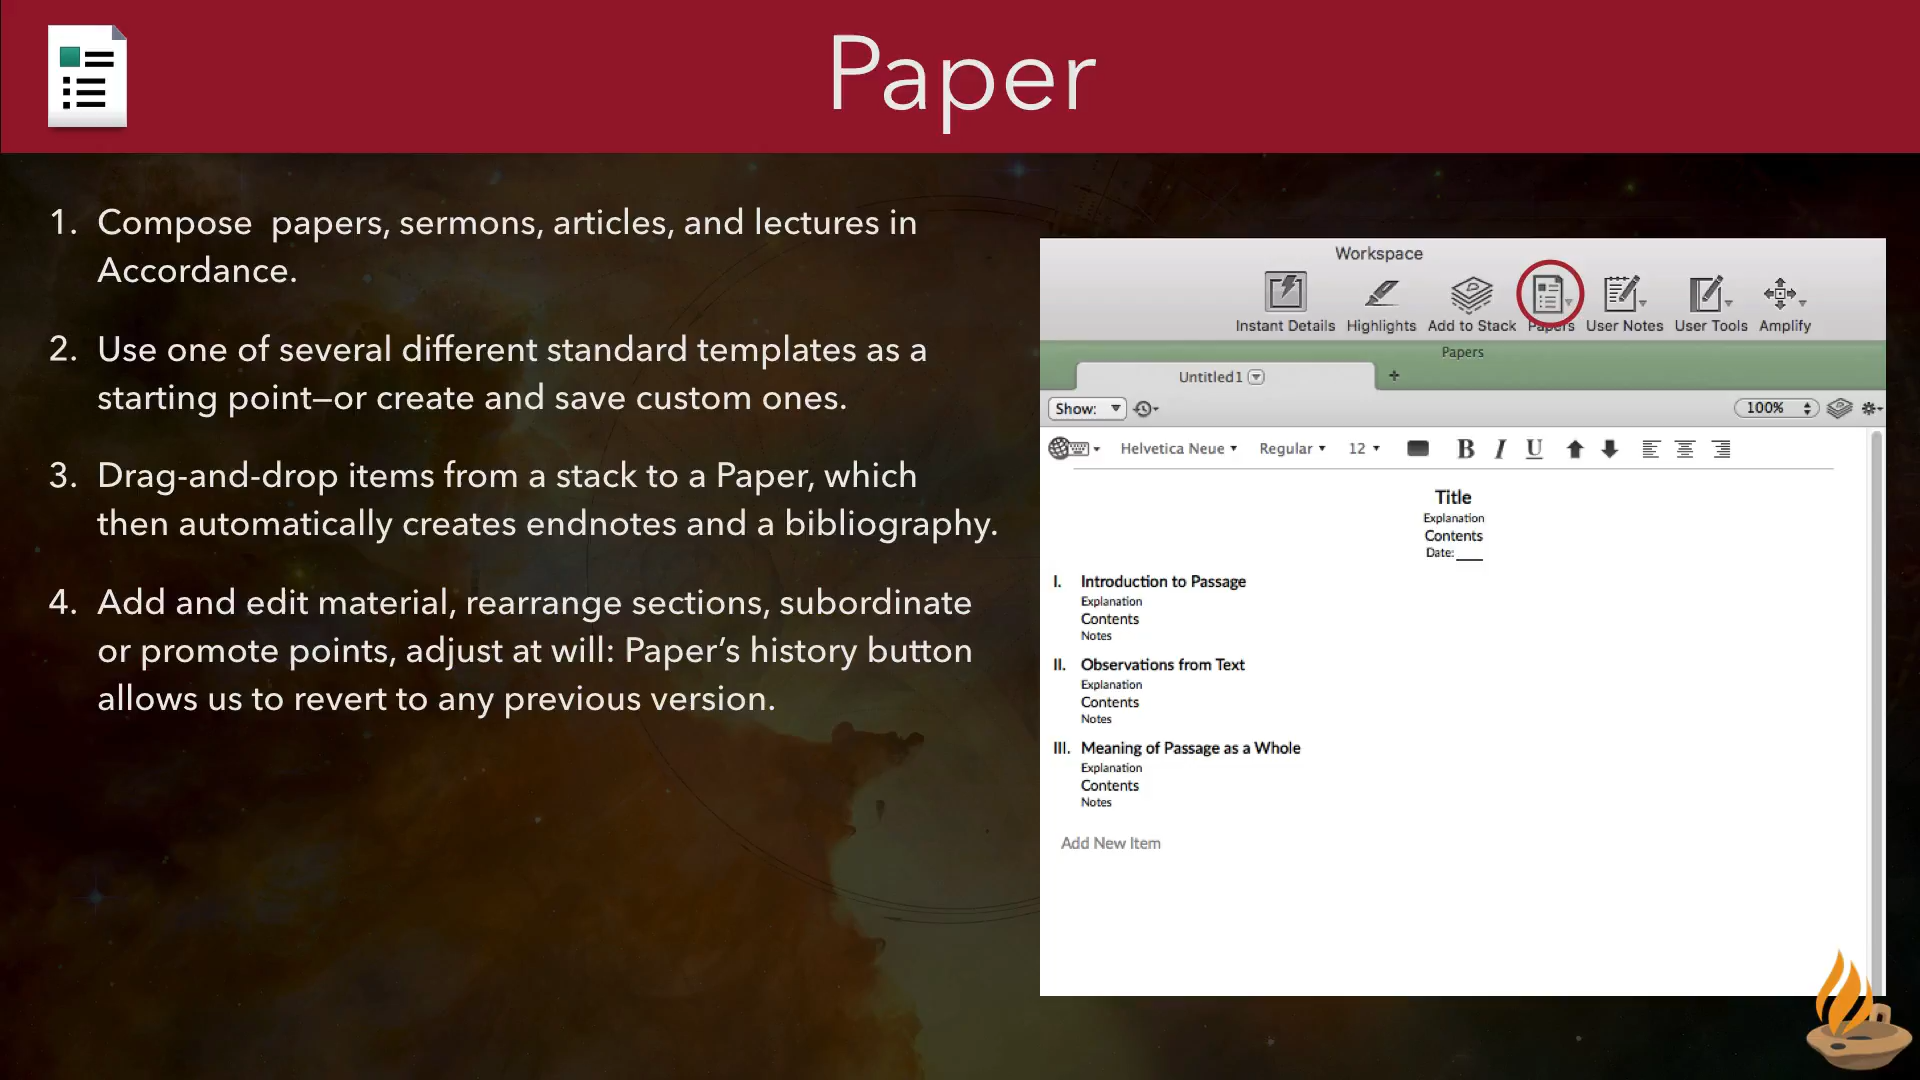 Paper
1. Compose  papers, sermons, articles, and lectures in
Accordance.
2. Use one of several different standard templates as a
starting point—or create and save custom ones.
3. Drag-and-drop items from a stack to a Paper, which
then automatically creates endnotes and a bibliography.
4. Add and edit material, rearrange sections, subordinate
or promote points, adjust at will: Paper’s history button
allows us to revert to any previous version.
Workspace
Instant Details Highlights Add to Stack Papers User Notes User Tools Amplify
Papers
Untitled1 +
Show: 100%
Helvetica Neue Regular 12 B I U
Title
Explanation
Contents
Date: ____
I. Introduction to Passage
Explanation
Contents
Notes
II. Observations from Text
Explanation
Contents
Notes
III. Meaning of Passage as a Whole
Explanation
Contents
Notes
Add New Item